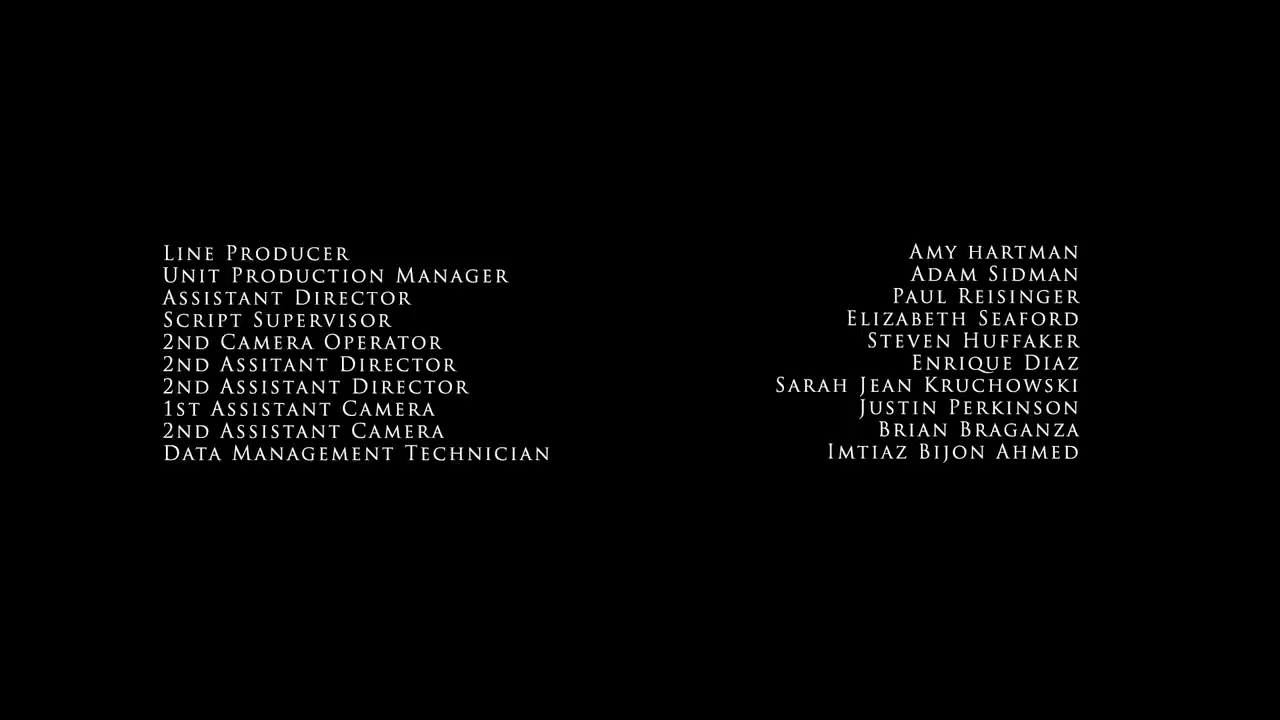 Line Producer Amy hartman
Unit Production Manager Adam Sidman
Assistant Director Paul Reisinger
Script Supervisor Elizabeth Seaford
2nd Camera Operator Steven Huffaker
2nd Assitant Director Enrique Diaz
2nd Assistant Director Sarah Jean Kruchowski
1st Assistant Camera Justin Perkinson
2nd Assistant Camera Brian Braganza
Data Management Technician Imtiaz Bijon Ahmed